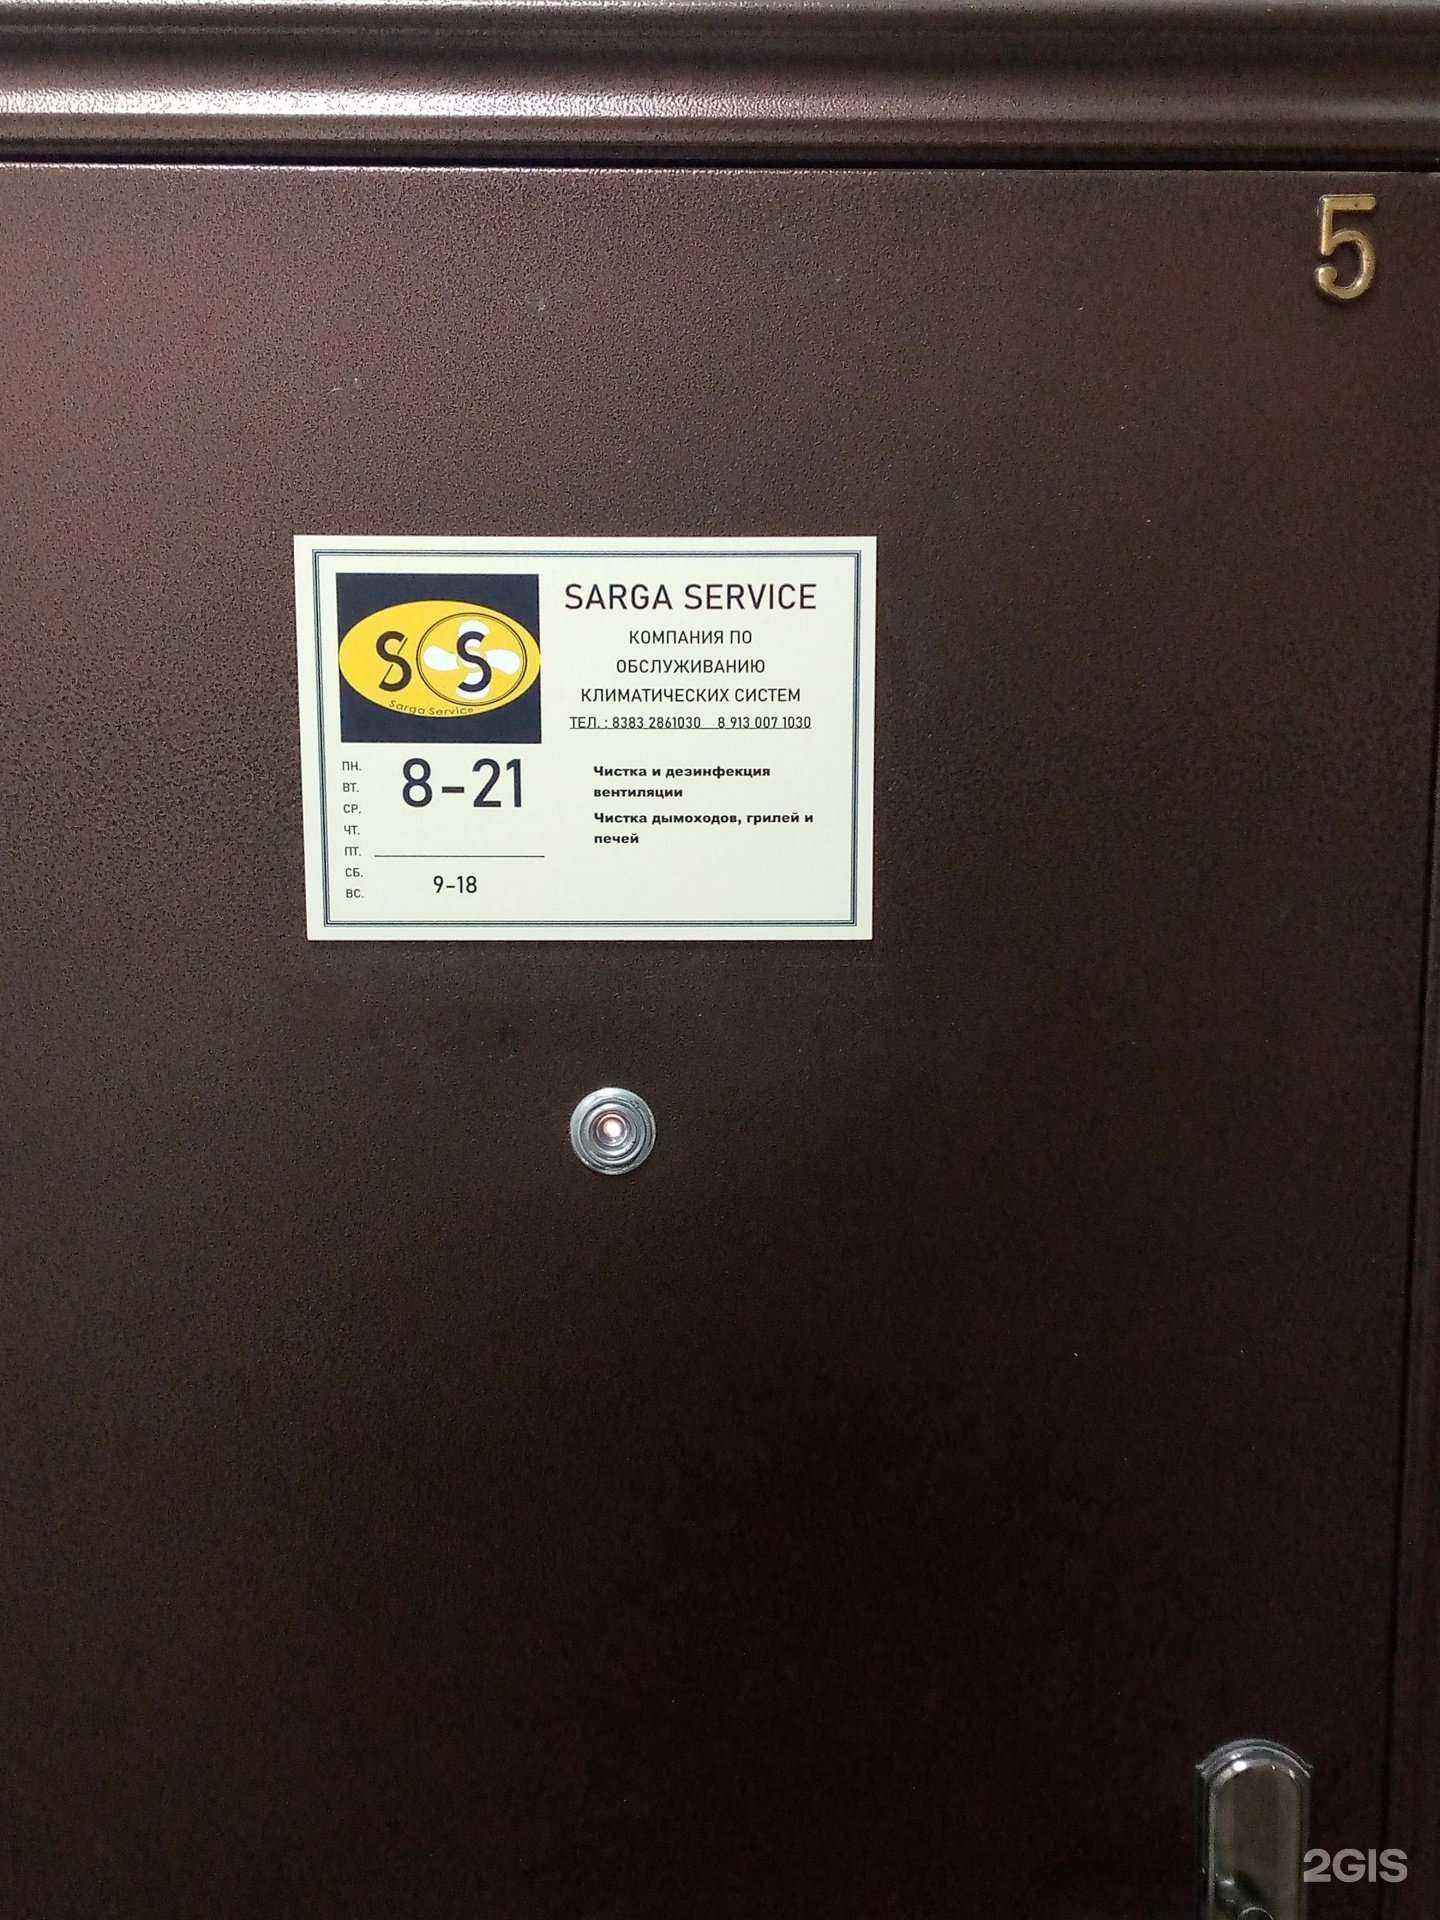 5
SARGA SERVICE
КОМПАНИЯ ПО
ОБСЛУЖИВАНИЮ
КЛИМАТИЧЕСКИХ СИСТЕМ
ТЕЛ. : 8383 2861030 8 913 007 1030
S S
Sarga Service
ПН.
ВТ.
СР.
ЧТ.
ПТ.
СБ.
ВС.
8-21
9-18
Чистка и дезинфекция
вентиляции
Чистка дымоходов, грилей и
печей
2GIS